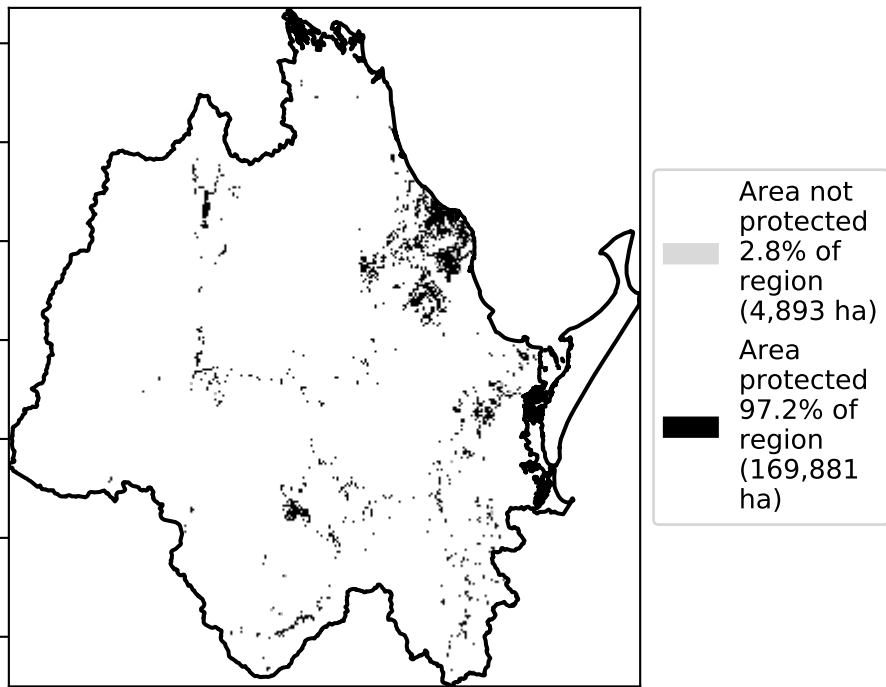 Area not
protected
2.8% of
region
(4,893 ha)
Area
protected
97.2% of
region
(169,881
ha)